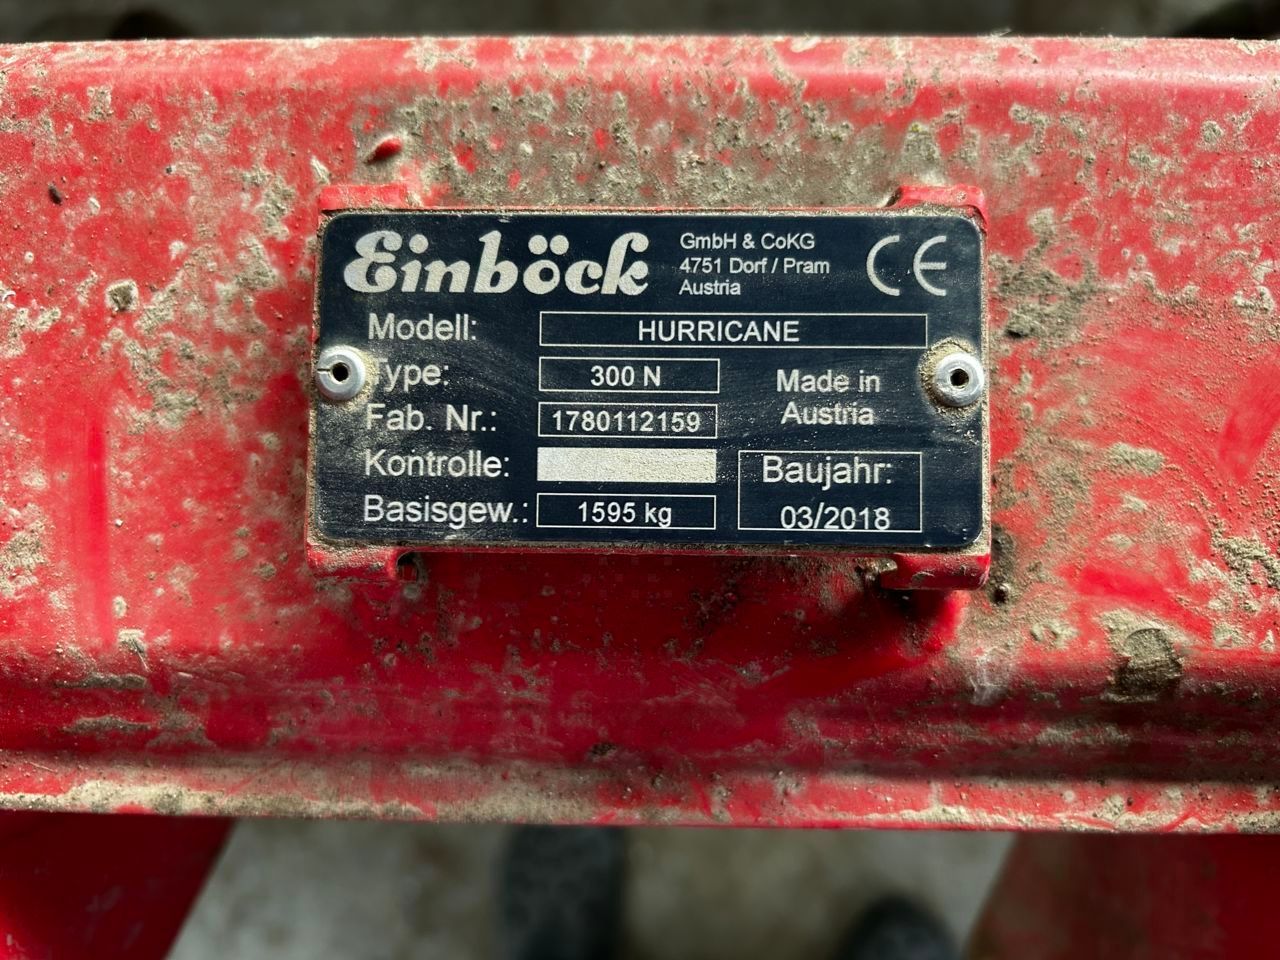 Einböck
GmbH & CoKG
4751 Dorf / Pram
Austria
CE
Modell: HURRICANE
Type: 300 N
Fab. Nr.: 1780112159
Kontrolle:
Basisgew.: 1595 kg
Made in
Austria
Baujahr:
03/2018